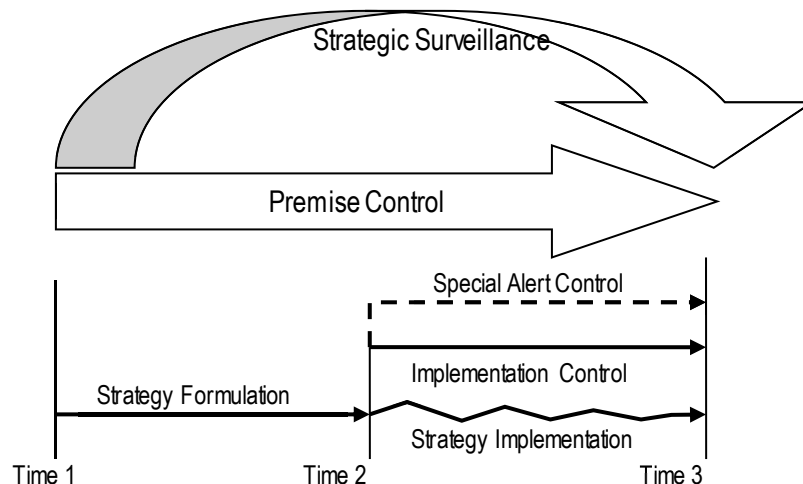 Strategic Surveillance
Premise Control
Special Alert Control
Implementation Control
Strategy Formulation
Strategy Implementation
Time 1
Time 2
Time 3